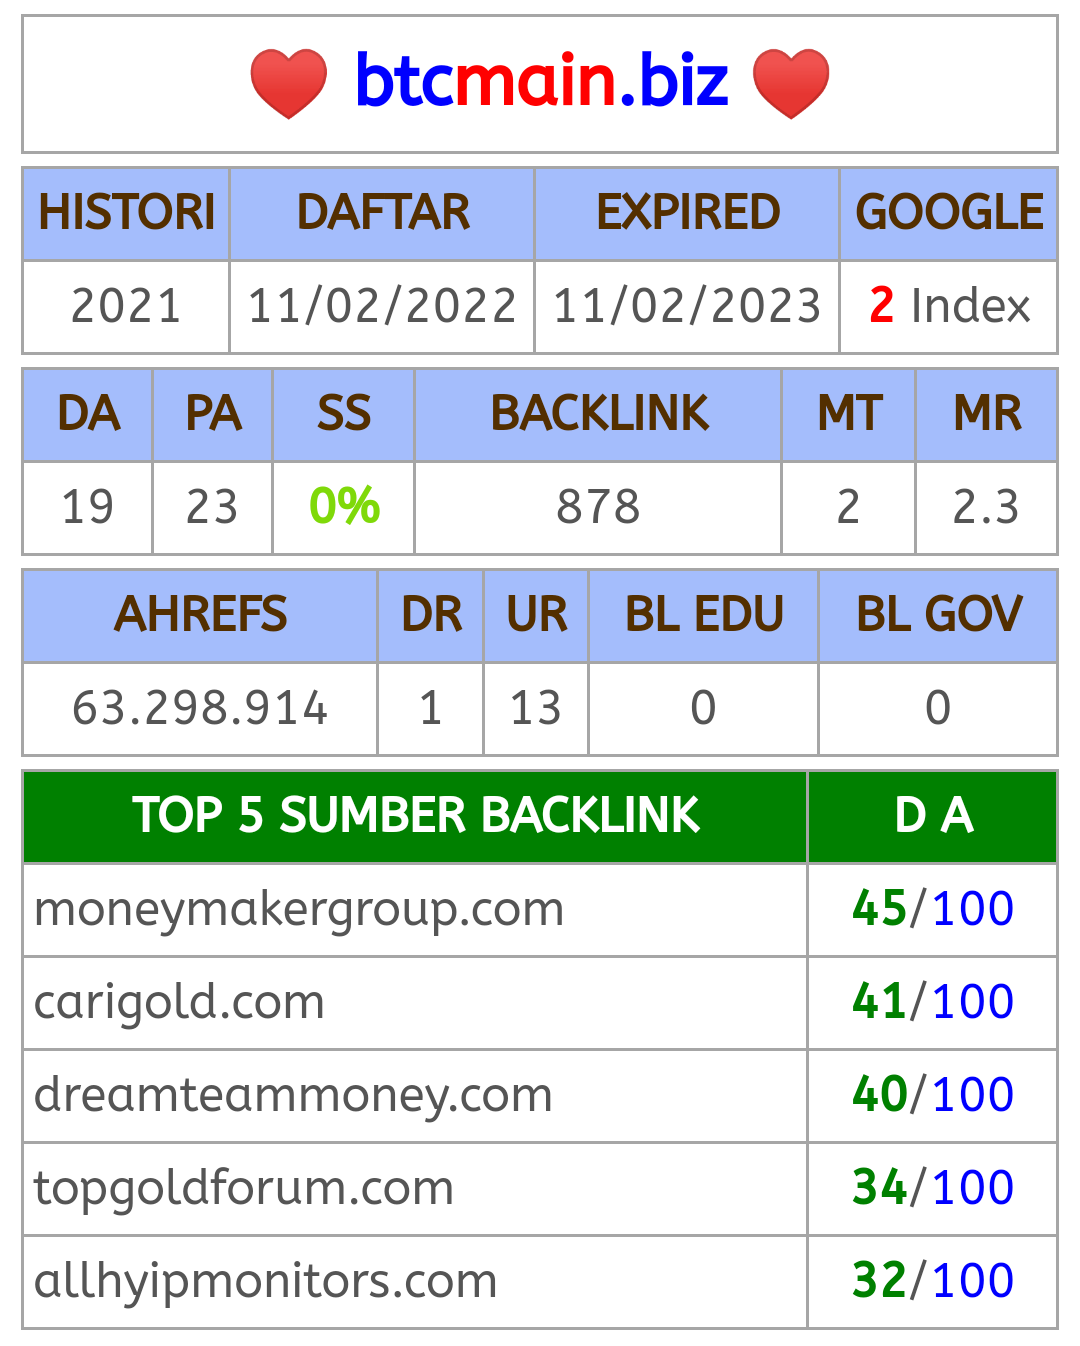 btcmain.biz
HISTORI DAFTAR EXPIRED GOOGLE
2021 11/02/2022 11/02/2023 2 Index
DA PA SS BACKLINK MT MR
19 23 0% 878 2 2.3
AHREFS DR UR BL EDU BL GOV
63.298.914 1 13 0 0
TOP 5 SUMBER BACKLINK D A
moneymakergroup.com 45/100
carigold.com 41/100
dreamteammoney.com 40/100
topgoldforum.com 34/100
allhyipmonitors.com 32/100